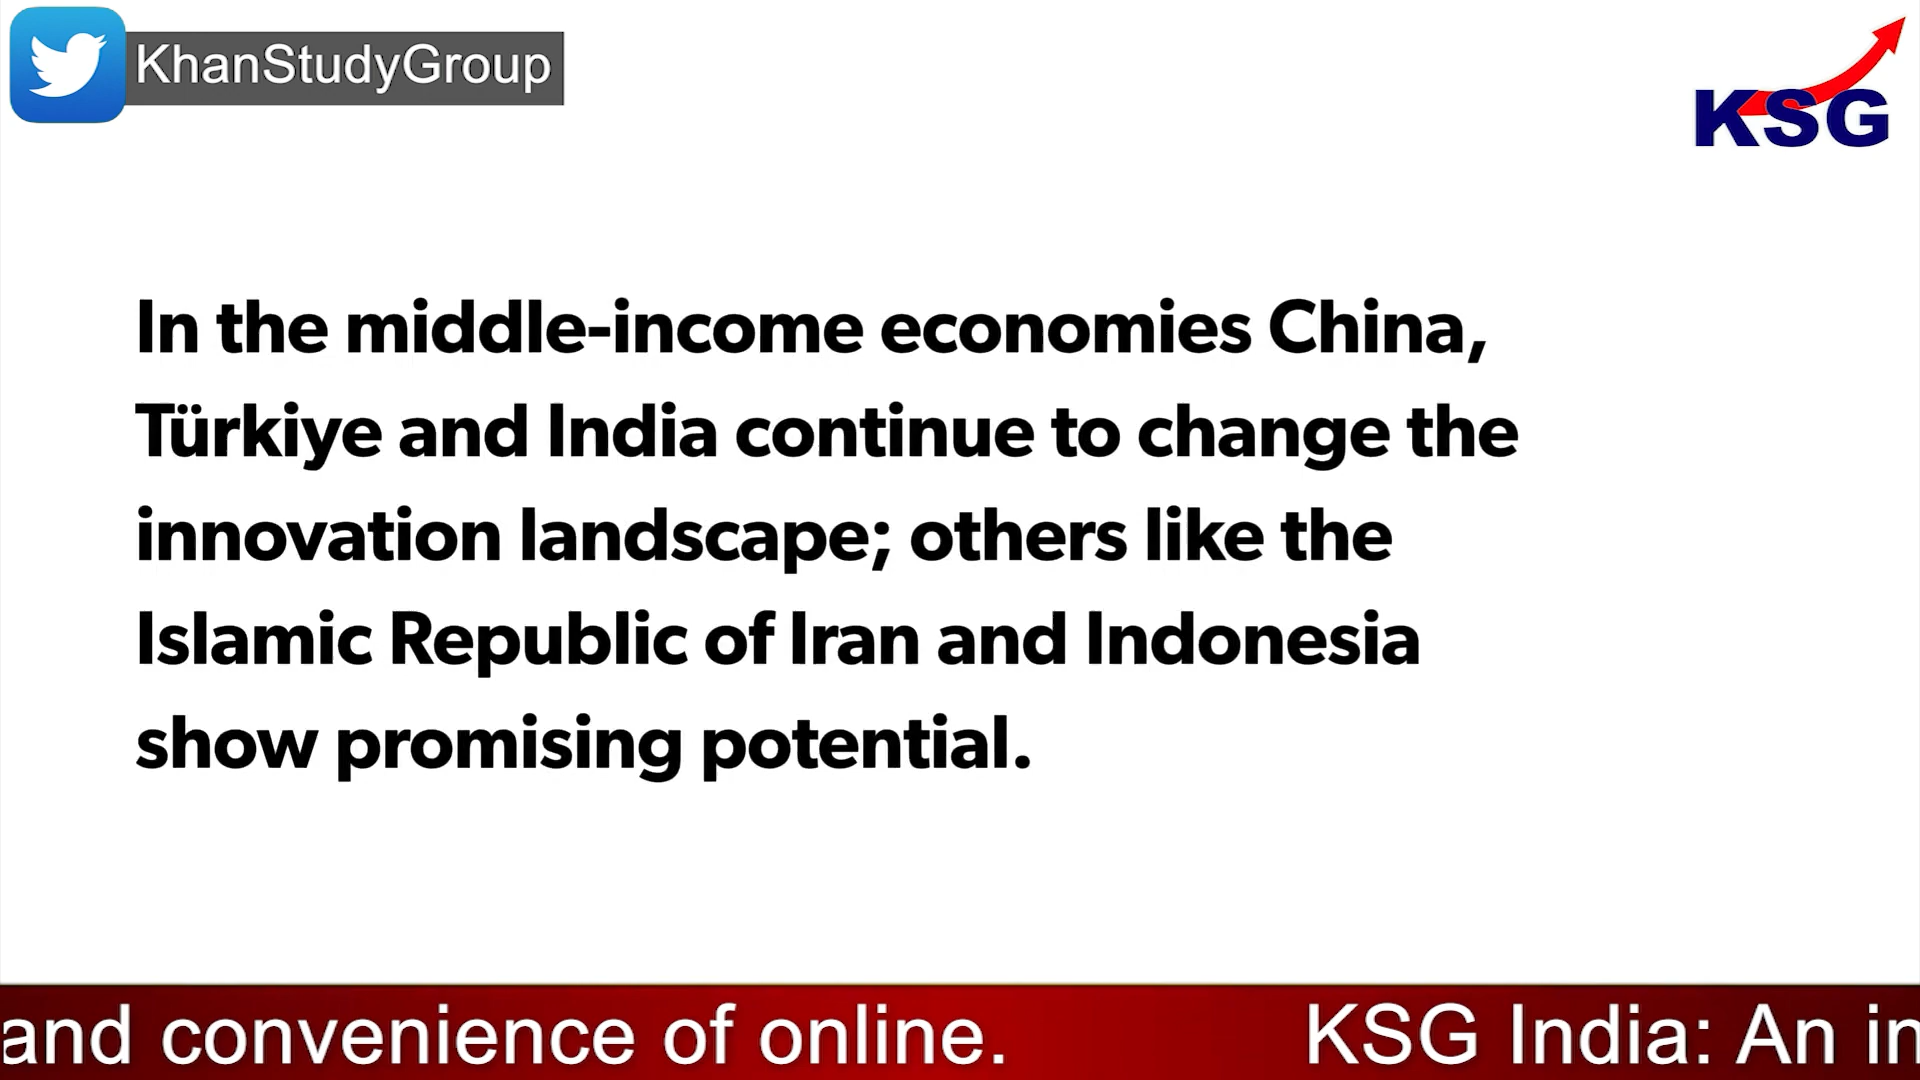 KhanStudyGroup
KSG
In the middle-income economies China,
Türkiye and India continue to change the
innovation landscape; others like the
Islamic Republic of Iran and Indonesia
show promising potential.
and convenience of online. KSG India: An in